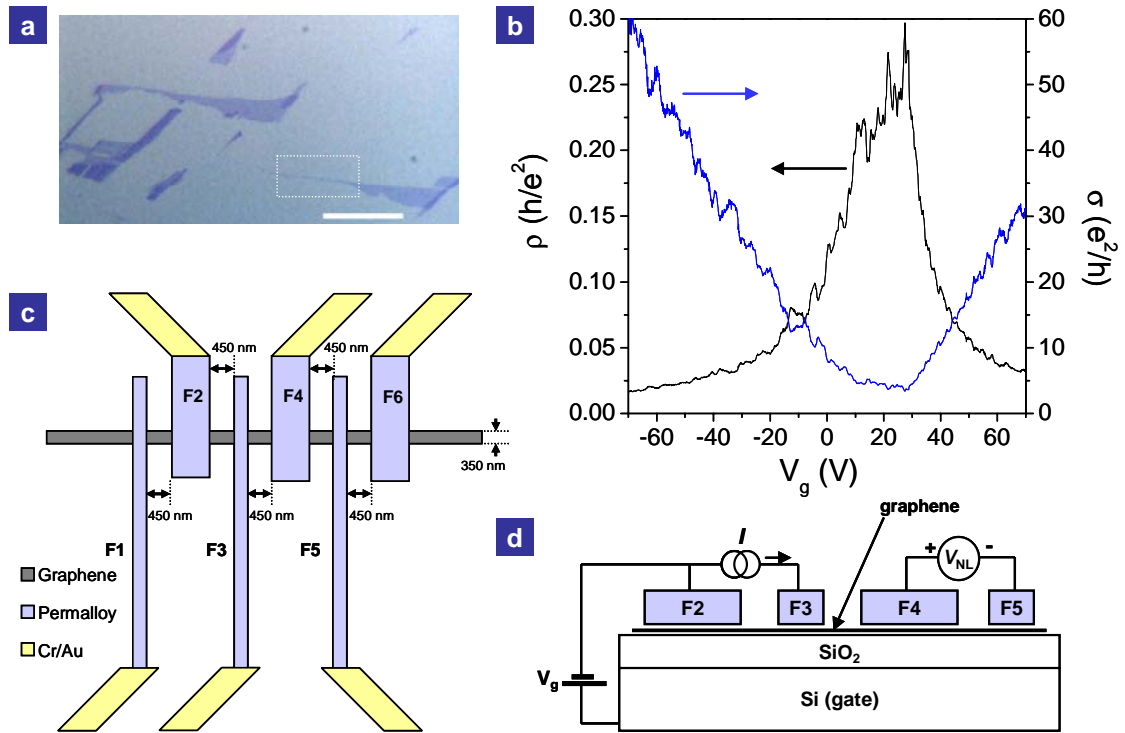 a
b
0.30
0.25
0.20
0.15
0.10
0.05
0.00
ρ (h/e²)
60
50
40
30
20
10
0
σ (e²/h)
-60 -40 -20 0 20 40 60
V_g (V)
c
450 nm
450 nm
F2
F4
F6
350 nm
450 nm
450 nm
450 nm
F1
F3
F5
Graphene
Permalloy
Cr/Au
d
graphene
I
+ V_NL -
F2
F3
F4
F5
SiO₂
V_g
Si (gate)